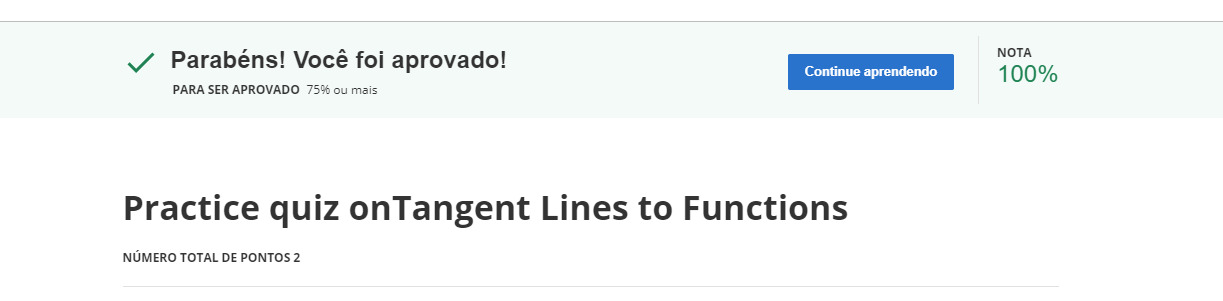 Parabéns! Você foi aprovado!
PARA SER APROVADO 75% ou mais
Continue aprendendo
NOTA
100%
Practice quiz onTangent Lines to Functions
NÚMERO TOTAL DE PONTOS 2